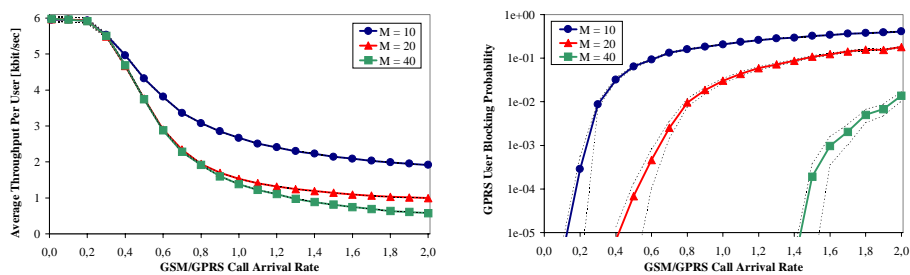 Average Throughput Per User [kbit/sec]
6
5
4
3
2
1
0
0,0 0,2 0,4 0,6 0,8 1,0 1,2 1,4 1,6 1,8 2,0
GSM/GPRS Call Arrival Rate
M = 10
M = 20
M = 40
GPRS User Blocking Probability
1e+00
1e-01
1e-02
1e-03
1e-04
1e-05
0,0 0,2 0,4 0,6 0,8 1,0 1,2 1,4 1,6 1,8 2,0
GSM/GPRS Call Arrival Rate
M = 10
M = 20
M = 40